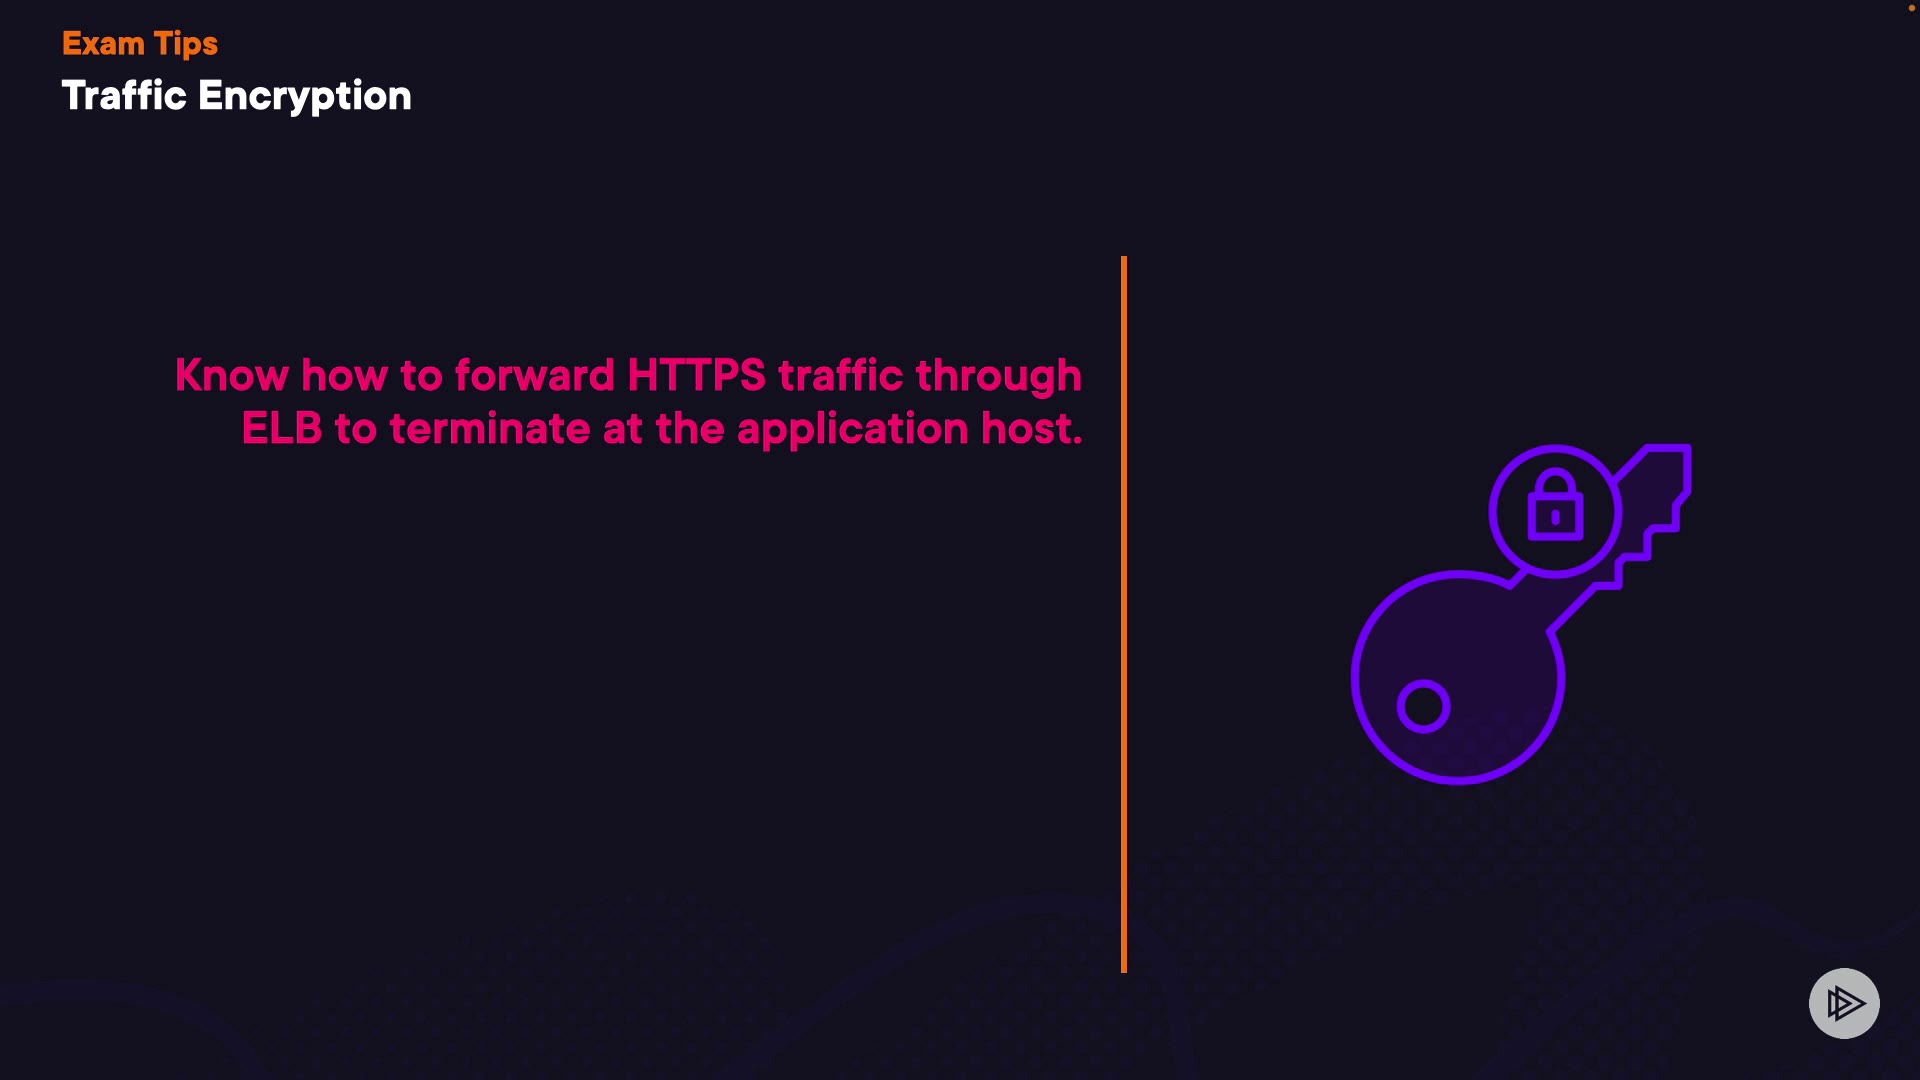 Exam Tips
Traffic Encryption
Know how to forward HTTPS traffic through
ELB to terminate at the application host.